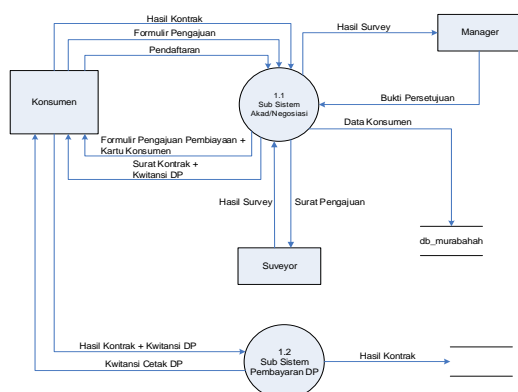 Hasil Kontrak
Formulir Pengajuan
Pendaftaran
Hasil Survey
Manager
Konsumen
1.1
Sub Sistem
Akad/Negosiasi
Bukti Persetujuan
Data Konsumen
Formulir Pengajuan Pembiayaan +
Kartu Konsumen
Surat Kontrak +
Kwitansi DP
Hasil Survey
Surat Pengajuan
db_murabahah
Suveyor
Hasil Kontrak + Kwitansi DP
Kwitansi Cetak DP
1.2
Sub Sistem
Pembayaran DP
Hasil Kontrak